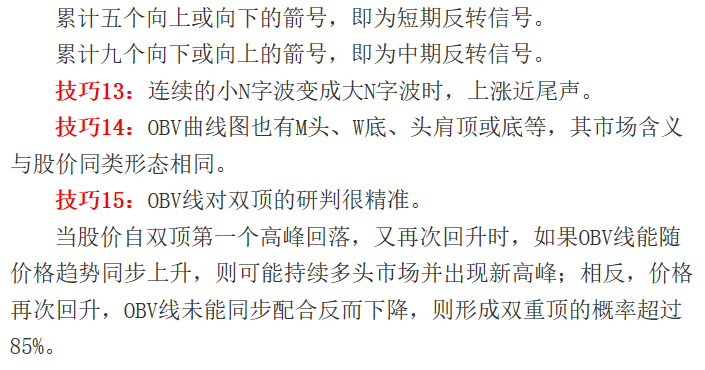 累计五个向上或向下的箭号，即为短期反转信号。
累计九个向下或向上的箭号，即为中期反转信号。
技巧13：连续的小N字波变成大N字波时，上涨近尾声。
技巧14：OBV曲线图也有M头、W底、头肩顶或底等，其市场含义
与股价同类形态相同。
技巧15：OBV线对双顶的研判很精准。
当股价自双顶第一个高峰回落，又再次回升时，如果OBV线能随
价格趋势同步上升，则可能持续多头市场并出现新高峰；相反，价格
再次回升，OBV线未能同步配合反而下降，则形成双重顶的概率超过
85%。